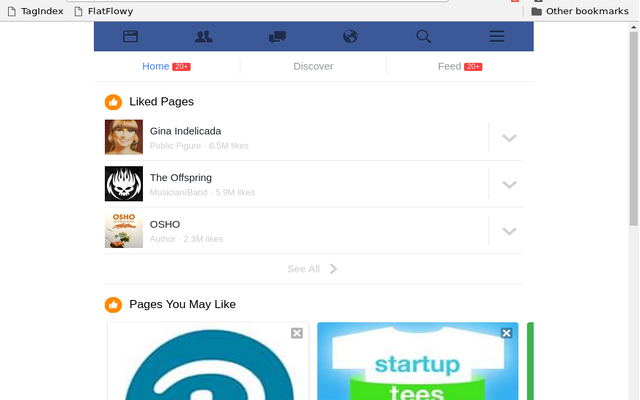 TagIndex FlatFlowy Other bookmarks
Home 20+ Discover Feed 20+
Liked Pages
Gina Indelicada
Public Figure · 6.5M likes
The Offspring
Musician/Band · 5.9M likes
OSHO
OSHO
Author · 2.3M likes
See All
Pages You May Like
startup
tees